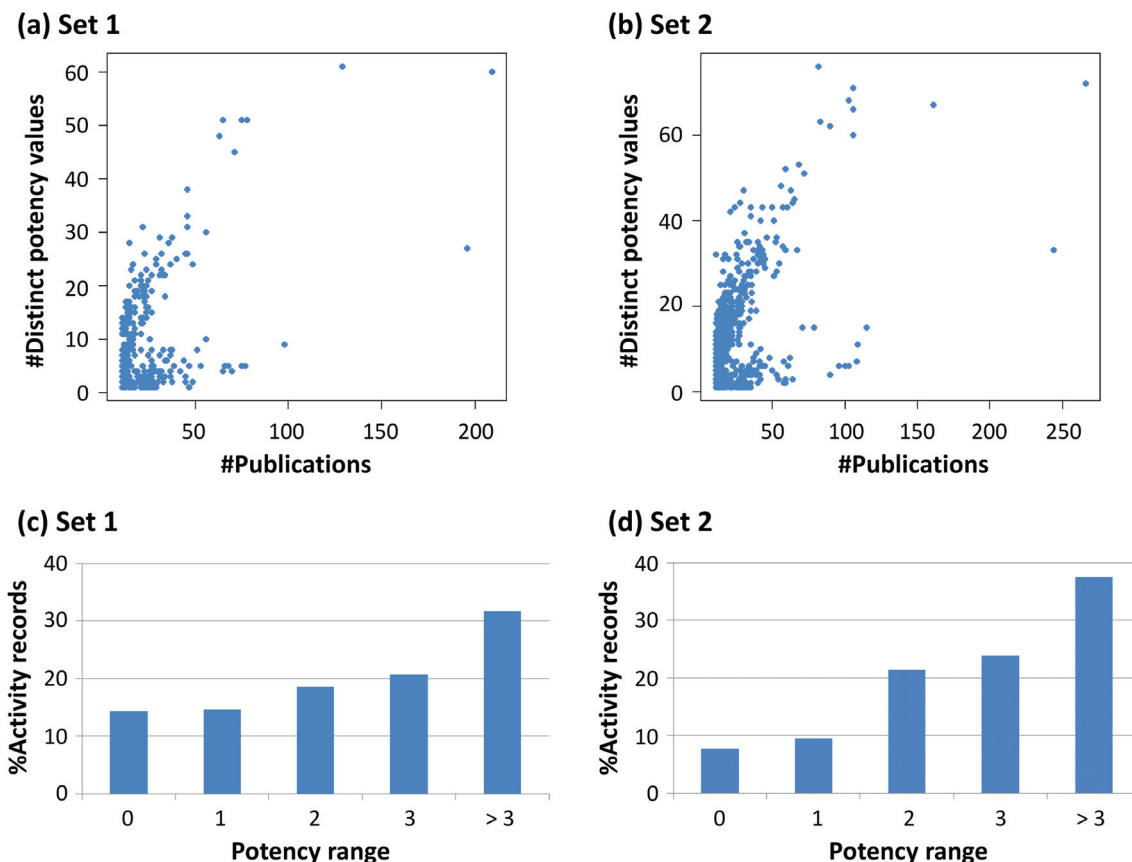 (a) Set 1
#Distinct potency values
60
50
40
30
20
10
0
50 100 150 200
#Publications
(b) Set 2
#Distinct potency values
60
40
20
0
50 100 150 200 250
#Publications
(c) Set 1
%Activity records
40
30
20
10
0
0 1 2 3 > 3
Potency range
(d) Set 2
%Activity records
40
30
20
10
0
0 1 2 3 > 3
Potency range